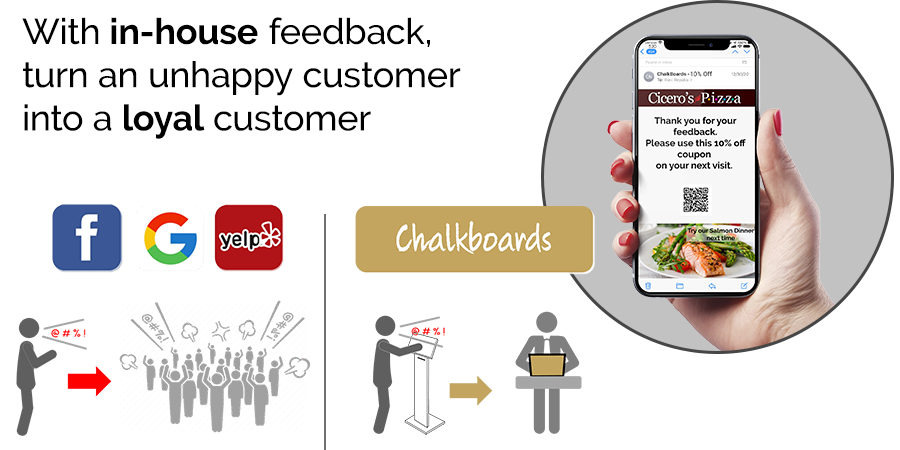 With in-house feedback,
turn an unhappy customer
into a loyal customer
f
G
yelp
Chalkboards
@#%!
@#%!
@#%!
@#%!
ChalkBoards - 10% Off
Cicero's Pizza
Thank you for your
feedback.
Please use this 10% off
coupon
on your next visit.
Try our Salmon Dinner
next time